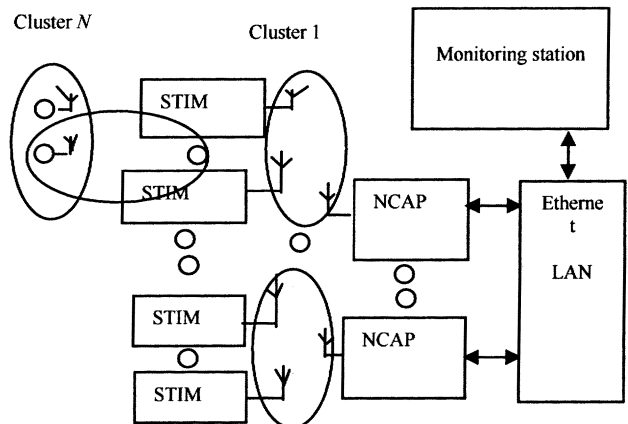 Cluster N
Cluster 1
Monitoring station
STIM
STIM
NCAP
Etherne
t
LAN
STIM
NCAP
STIM